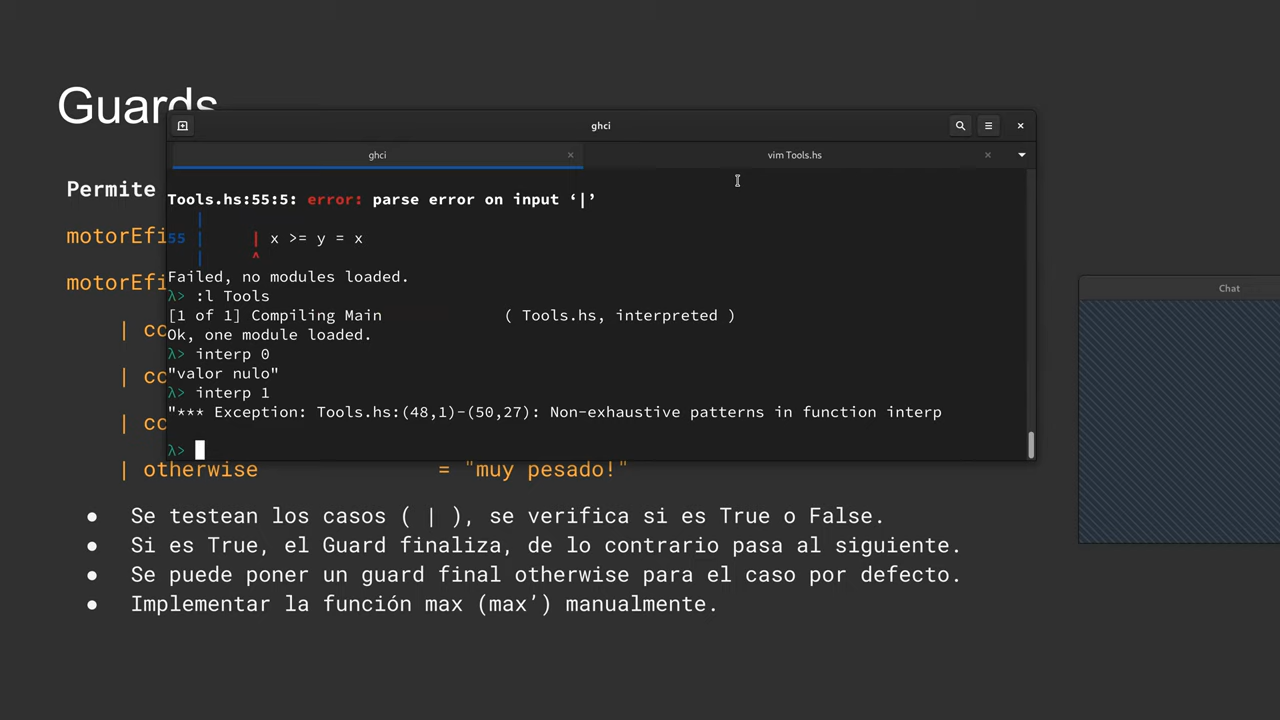 Guards
ghci
ghci
vim Tools.hs
Permite
motorEfi
motorEfi
| co
| co
| co
Tools.hs:55:5: error: parse error on input ‘|’
|
55 |     | x >= y = x
|     ^
Failed, no modules loaded.
λ> :l Tools
[1 of 1] Compiling Main             ( Tools.hs, interpreted )
Ok, one module loaded.
λ> interp 0
"valor nulo"
λ> interp 1
"*** Exception: Tools.hs:(48,1)-(50,27): Non-exhaustive patterns in function interp
λ>
| otherwise = "muy pesado!"
● Se testean los casos ( | ), se verifica si es True o False.
● Si es True, el Guard finaliza, de lo contrario pasa al siguiente.
● Se puede poner un guard final otherwise para el caso por defecto.
● Implementar la función max (max’) manualmente.
Chat